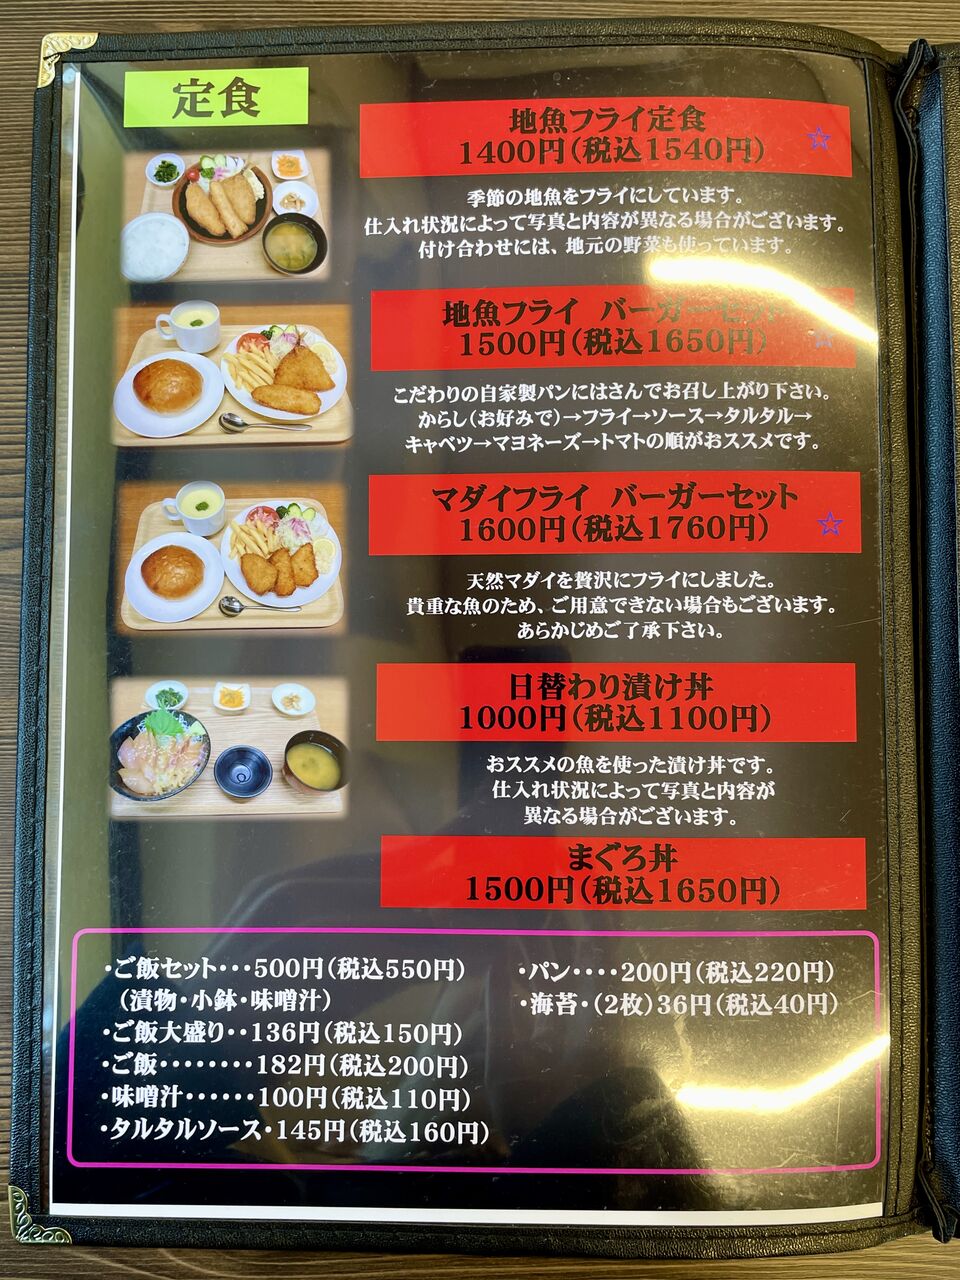 定食
地魚フライ定食
1400円(税込1540円) ☆
季節の地魚をフライにしています。
仕入れ状況によって写真と内容が異なる場合がございます。
付け合わせには、地元の野菜も使っています。
地魚フライ バーガーセット
1500円(税込1650円) ☆
こだわりの自家製パンにはさんでお召し上がり下さい。
からし(お好みで)→フライ→ソース→タルタル→
キャベツ→マヨネーズ→トマトの順がおススメです。
マダイフライ バーガーセット
1600円(税込1760円) ☆
天然マダイを贅沢にフライにしました。
貴重な魚のため、ご用意できない場合もございます。
あらかじめご了承下さい。
日替わり漬け丼
1000円(税込1100円)
おススメの魚を使った漬け丼です。
仕入れ状況によって写真と内容が
異なる場合がございます。
まぐろ丼
1500円(税込1650円)
・ご飯セット・・・500円(税込550円)
(漬物・小鉢・味噌汁)
・ご飯大盛り・・136円(税込150円)
・ご飯・・・・・・・・182円(税込200円)
・味噌汁・・・・・・100円(税込110円)
・タルタルソース・145円(税込160円)
・パン・・・・200円(税込220円)
・海苔・(2枚)36円(税込40円)